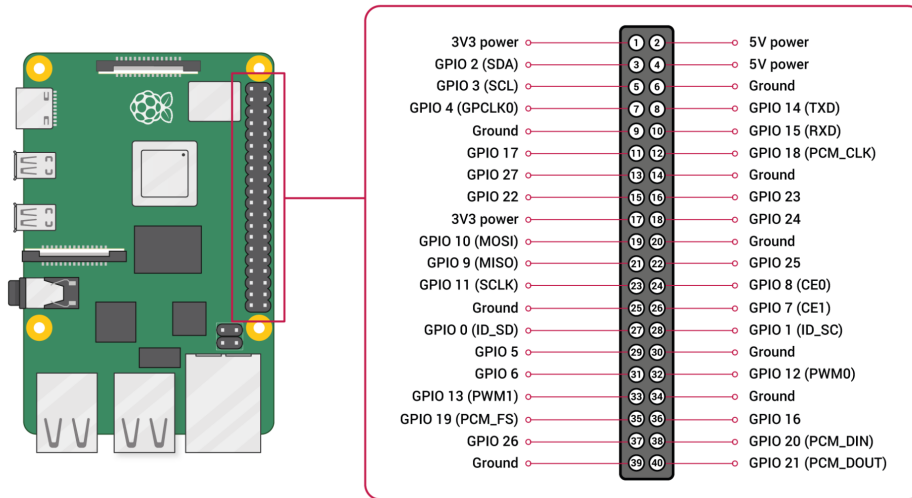 3V3 power 1 2 5V power
GPIO 2 (SDA) 3 4 5V power
GPIO 3 (SCL) 5 6 Ground
GPIO 4 (GPCLK0) 7 8 GPIO 14 (TXD)
Ground 9 10 GPIO 15 (RXD)
GPIO 17 11 12 GPIO 18 (PCM_CLK)
GPIO 27 13 14 Ground
GPIO 22 15 16 GPIO 23
3V3 power 17 18 GPIO 24
GPIO 10 (MOSI) 19 20 Ground
GPIO 9 (MISO) 21 22 GPIO 25
GPIO 11 (SCLK) 23 24 GPIO 8 (CE0)
Ground 25 26 GPIO 7 (CE1)
GPIO 0 (ID_SD) 27 28 GPIO 1 (ID_SC)
GPIO 5 29 30 Ground
GPIO 6 31 32 GPIO 12 (PWM0)
GPIO 13 (PWM1) 33 34 Ground
GPIO 19 (PCM_FS) 35 36 GPIO 16
GPIO 26 37 38 GPIO 20 (PCM_DIN)
Ground 39 40 GPIO 21 (PCM_DOUT)